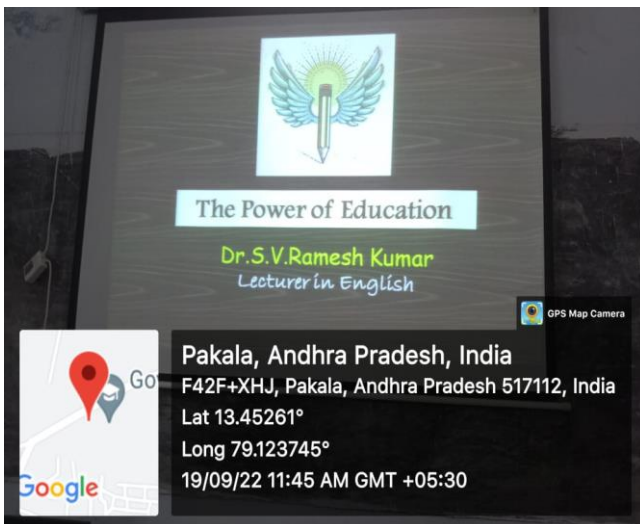 The Power of Education
Dr.S.V.Ramesh Kumar
Lecturer in English
GPS Map Camera
Go
Google
Pakala, Andhra Pradesh, India
F42F+XHJ, Pakala, Andhra Pradesh 517112, India
Lat 13.45261°
Long 79.123745°
19/09/22 11:45 AM GMT +05:30